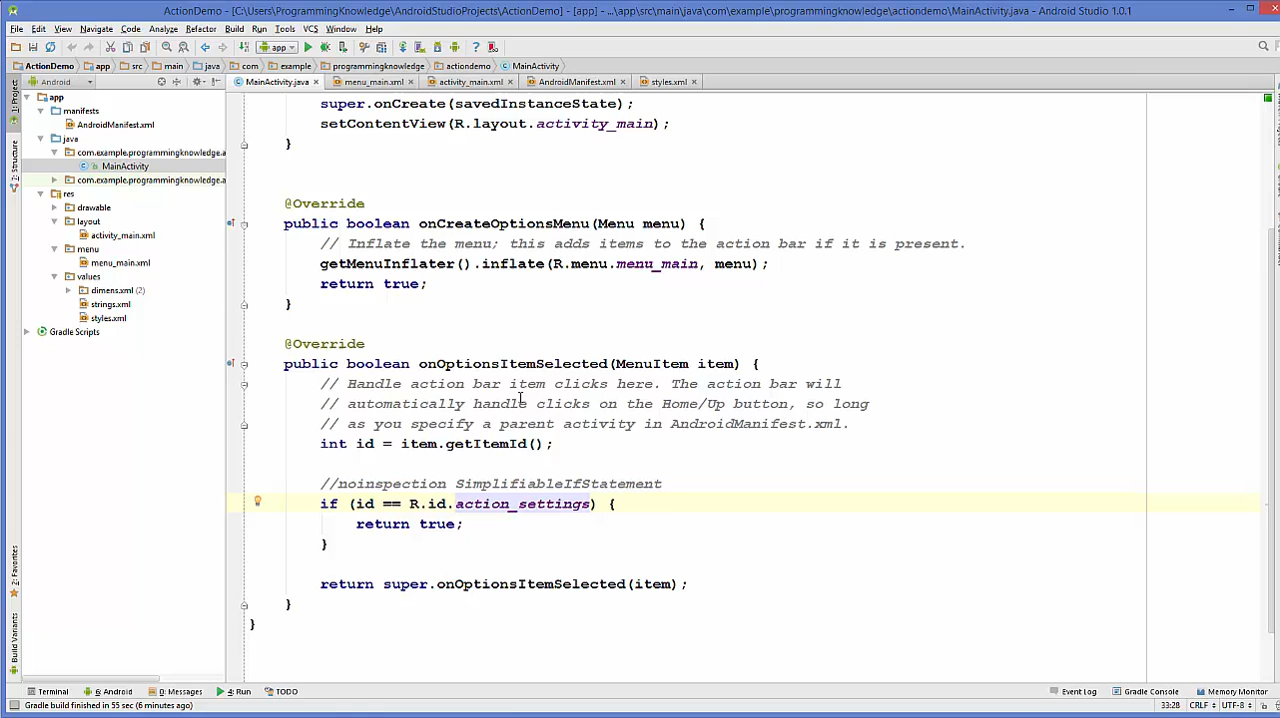 ActionDemo - [C:\Users\ProgrammingKnowledge\AndroidStudioProjects\ActionDemo] - [app] - ...\app\src\main\java\com\example\programmingknowledge\actiondemo\MainActivity.java - Android Studio 1.0.1
File Edit View Navigate Code Analyze Refactor Build Run Tools VCS Window Help
app
ActionDemo app src main java com example programmingknowledge actiondemo MainActivity
Android
MainActivity.java menu_main.xml activity_main.xml AndroidManifest.xml styles.xml
1: Project
Z: Structure
2: Favorites
Build Variants
app
manifests
AndroidManifest.xml
java
com.example.programmingknowledge.a
MainActivity
com.example.programmingknowledge.a
res
drawable
layout
activity_main.xml
menu
menu_main.xml
values
dimens.xml (2)
strings.xml
styles.xml
Gradle Scripts
super.onCreate(savedInstanceState);
setContentView(R.layout.activity_main);
}
@Override
public boolean onCreateOptionsMenu(Menu menu) {
// Inflate the menu; this adds items to the action bar if it is present.
getMenuInflater().inflate(R.menu.menu_main, menu);
return true;
}
@Override
public boolean onOptionsItemSelected(MenuItem item) {
// Handle action bar item clicks here. The action bar will
// automatically handle clicks on the Home/Up button, so long
// as you specify a parent activity in AndroidManifest.xml.
int id = item.getItemId();
//noinspection SimplifiableIfStatement
if (id == R.id.action_settings) {
return true;
}
return super.onOptionsItemSelected(item);
}
}
Terminal 6: Android 0: Messages 4: Run TODO Event Log Gradle Console Memory Monitor
Gradle build finished in 55 sec (6 minutes ago) 33:28 CRLF UTF-8